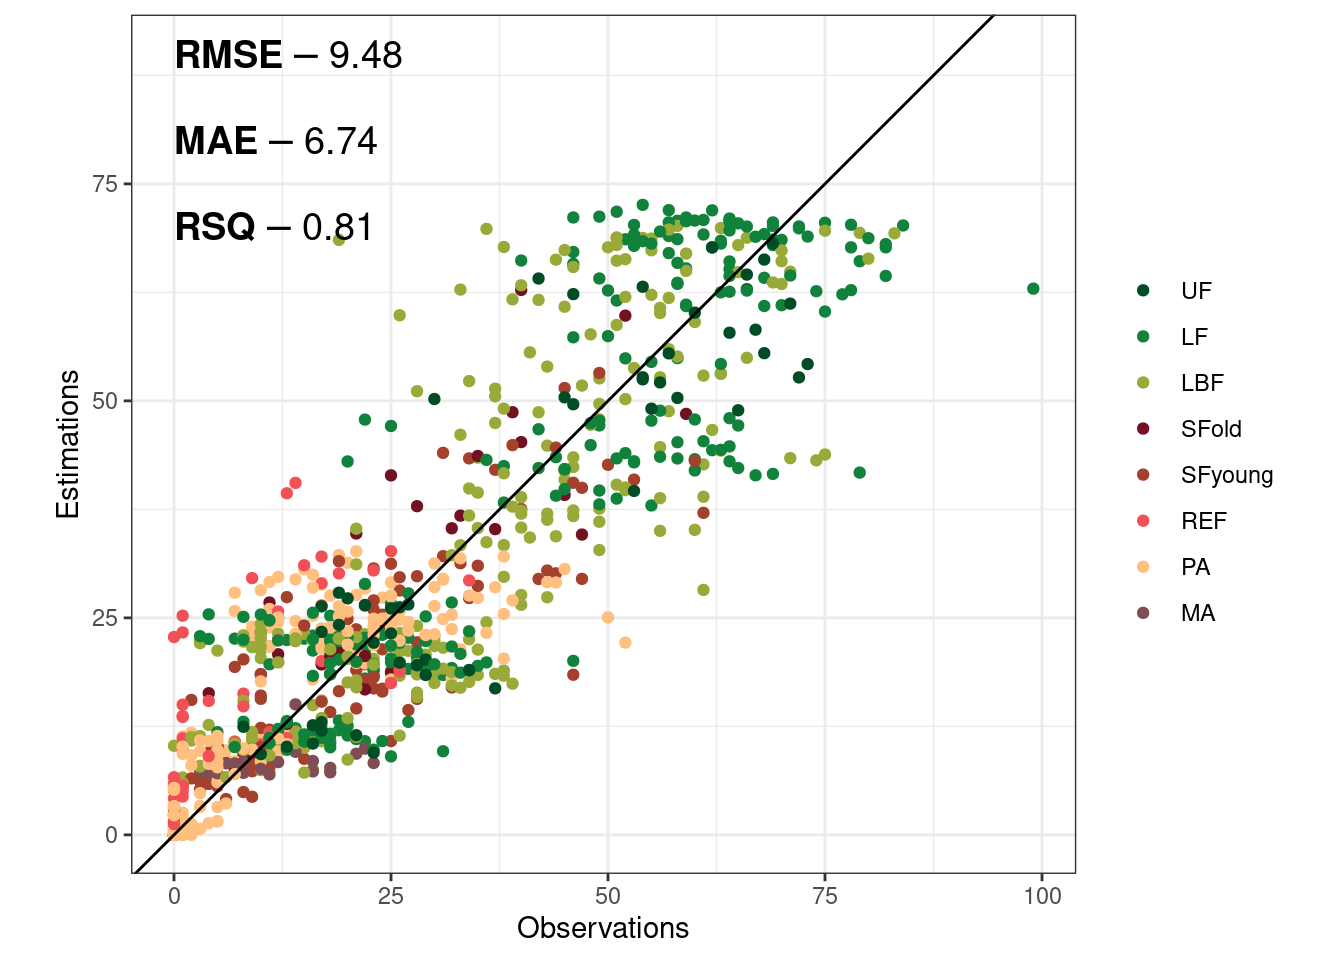 RMSE – 9.48
MAE – 6.74
RSQ – 0.81
75
50
25
0
Estimations
0 25 50 75 100
Observations
UF
LF
LBF
SFold
SFyoung
REF
PA
MA